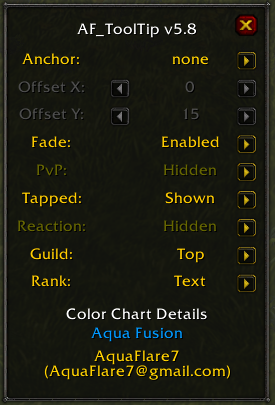 AF_ToolTip v5.8
Anchor: none
Offset X: 0
Offset Y: 15
Fade: Enabled
PvP: Hidden
Tapped: Shown
Reaction: Hidden
Guild: Top
Rank: Text
Color Chart Details
Aqua Fusion
AquaFlare7
(AquaFlare7@gmail.com)